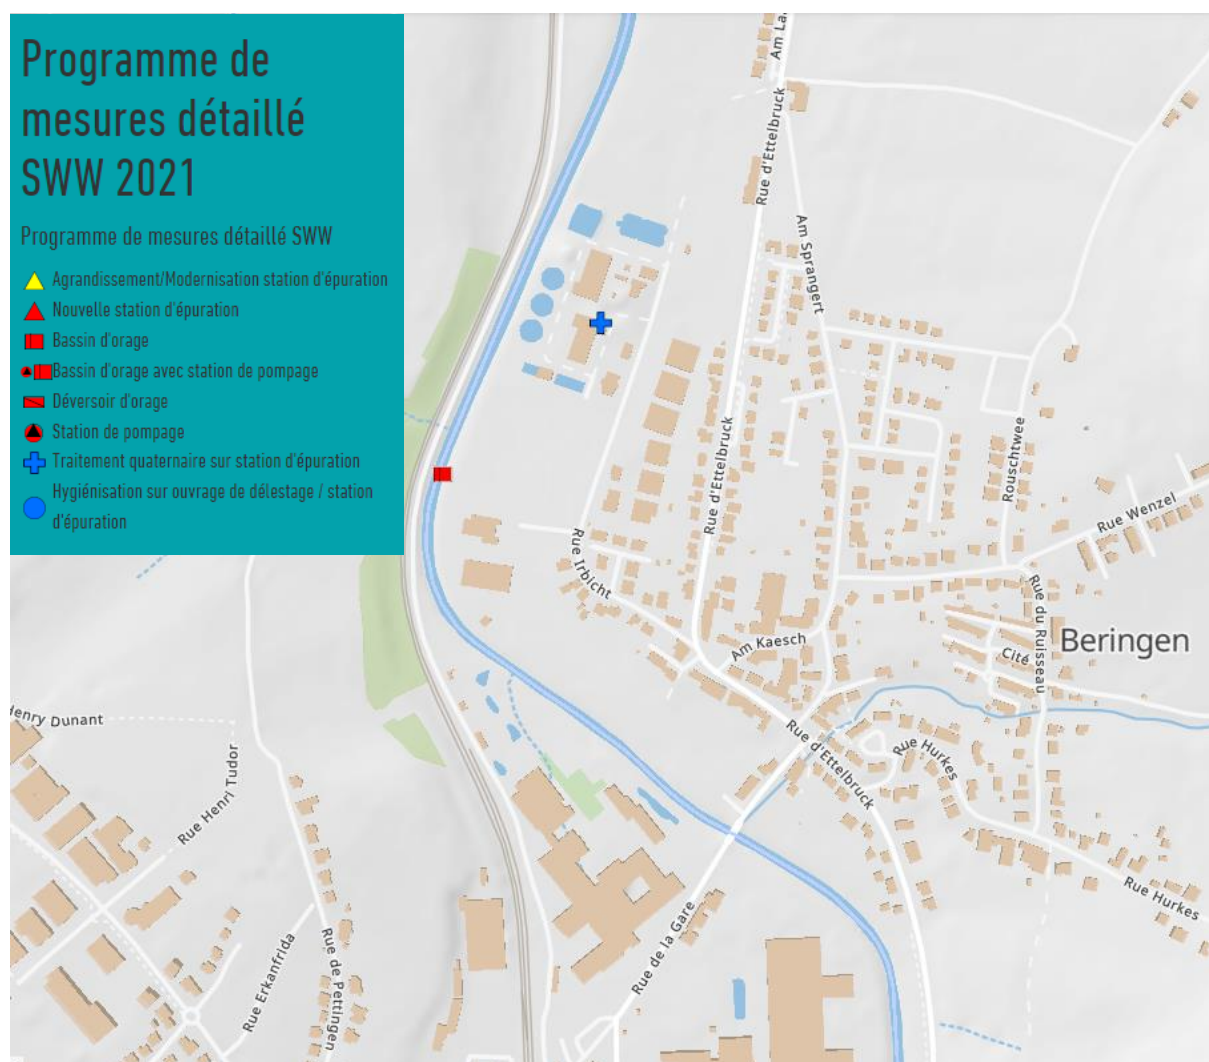 Programme de
mesures détaillé
SWW 2021
Programme de mesures détaillé SWW
Agrandissement/Modernisation station d'épuration
Nouvelle station d'épuration
Bassin d'orage
Bassin d'orage avec station de pompage
Déversoir d'orage
Station de pompage
Traitement quaternaire sur station d'épuration
Hygiénisation sur ouvrage de délestage / station
d'épuration
Rue d'Ettelbruck
Am Sprangert
Rue d'Ettelbruck
Rouschtwee
Rue Wenzel
Rue Irbicht
Rue du Ruisseau
Am Kaesch
Cité
Beringen
Henry Dunant
Rue Henri Tudor
Rue d'Ettelbruck
Rue Hurkes
Rue Hurkes
Rue de la Gare
Rue Erkanfrida
Rue de Pettingen